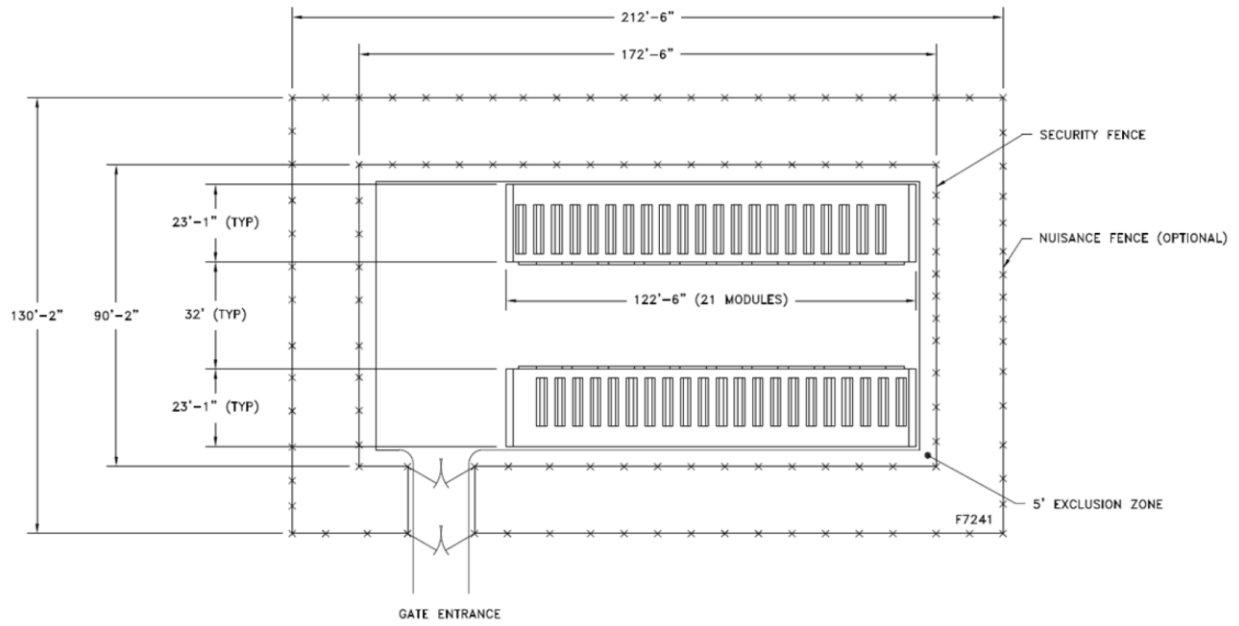 212'-6"
172'-6"
SECURITY FENCE
23'-1" (TYP)
NUISANCE FENCE (OPTIONAL)
122'-6" (21 MODULES)
130'-2"
90'-2"
32' (TYP)
23'-1" (TYP)
5' EXCLUSION ZONE
F7241
GATE ENTRANCE